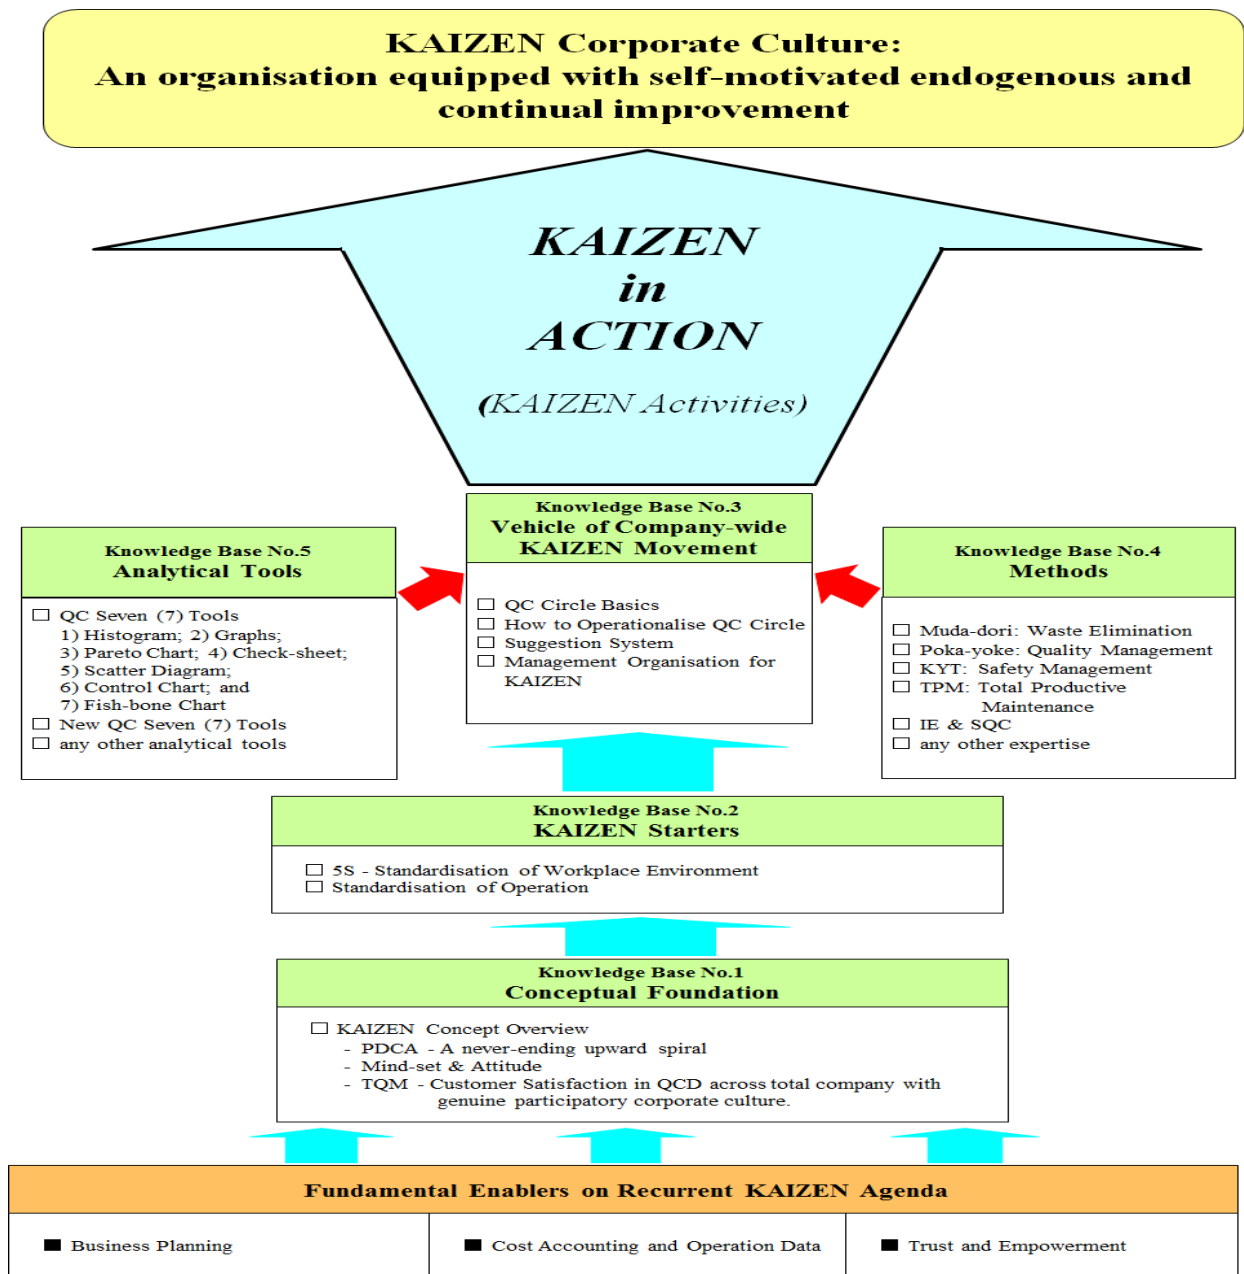 KAIZEN Corporate Culture:
An organisation equipped with self-motivated endogenous and
continual improvement
KAIZEN
in
ACTION
(KAIZEN Activities)
Knowledge Base No.5
Analytical Tools
☐ QC Seven (7) Tools
1) Histogram; 2) Graphs;
3) Pareto Chart; 4) Check-sheet;
5) Scatter Diagram;
6) Control Chart; and
7) Fish-bone Chart
☐ New QC Seven (7) Tools
☐ any other analytical tools
Knowledge Base No.3
Vehicle of Company-wide
KAIZEN Movement
☐ QC Circle Basics
☐ How to Operationalise QC Circle
☐ Suggestion System
☐ Management Organisation for
KAIZEN
Knowledge Base No.4
Methods
☐ Muda-dori: Waste Elimination
☐ Poka-yoke: Quality Management
☐ KYT: Safety Management
☐ TPM: Total Productive
Maintenance
☐ IE & SQC
☐ any other expertise
Knowledge Base No.2
KAIZEN Starters
☐ 5S - Standardisation of Workplace Environment
☐ Standardisation of Operation
Knowledge Base No.1
Conceptual Foundation
☐ KAIZEN Concept Overview
- PDCA - A never-ending upward spiral
- Mind-set & Attitude
- TQM - Customer Satisfaction in QCD across total company with
genuine participatory corporate culture.
Fundamental Enablers on Recurrent KAIZEN Agenda
■ Business Planning
■ Cost Accounting and Operation Data
■ Trust and Empowerment